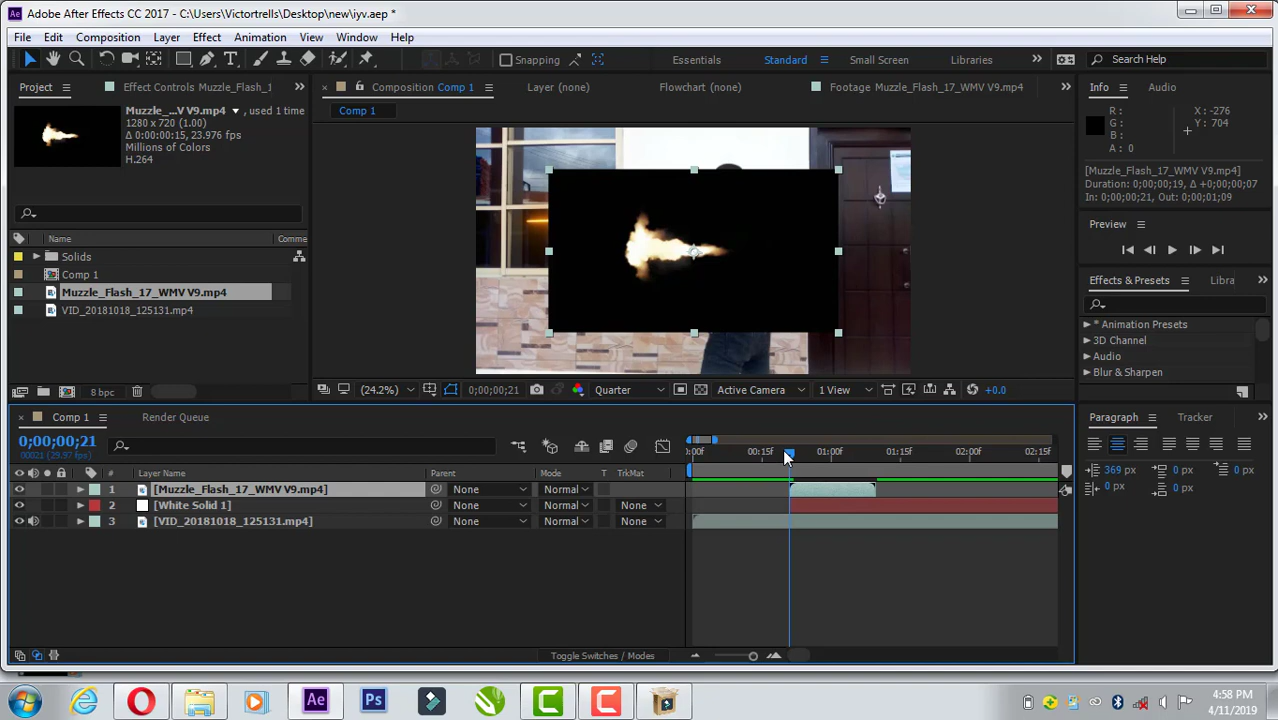 Adobe After Effects CC 2017 - C:\Users\Victortrells\Desktop\new\iyv.aep *
File Edit Composition Layer Effect Animation View Window Help
Snapping Essentials Standard Small Screen Libraries Search Help
Project Effect Controls Muzzle_Flash_1 Composition Comp 1 Layer (none) Flowchart (none) Footage Muzzle_Flash_17_WMV V9.mp4 Info Audio
Comp 1
Muzzle_...V V9.mp4 , used 1 time
1280 x 720 (1.00)
Δ 0:00:00:15, 23.976 fps
Millions of Colors
H.264
R :
G :
B :
A : 0
X : -276
Y : 704
[Muzzle_Flash_17_WMV V9.mp4]
Duration: 0;00;00;19, Δ +0;00;00;07
In: 0;00;00;21, Out: 0;00;01;09
Preview
Name Comme
Solids
Comp 1
Muzzle_Flash_17_WMV V9.mp4
VID_20181018_125131.mp4
Effects & Presets Libra
* Animation Presets
3D Channel
Audio
Blur & Sharpen
8 bpc (24.2%) 0;00;00;21 Quarter Active Camera 1 View +0.0
Comp 1 Render Queue
0;00;00;21
00021 (29.97 fps)
:00F 00:15F 01:00F 01:15F 02:00F 02:15F
# Layer Name Parent Mode T TrkMat
1 [Muzzle_Flash_17_WMV V9.mp4] None Normal
2 [White Solid 1] None Normal None
3 [VID_20181018_125131.mp4] None Normal None
Toggle Switches / Modes
Paragraph Tracker
369 px 0 px 0 px
0 px 0 px
Ae Ps
4:58 PM
4/11/2019